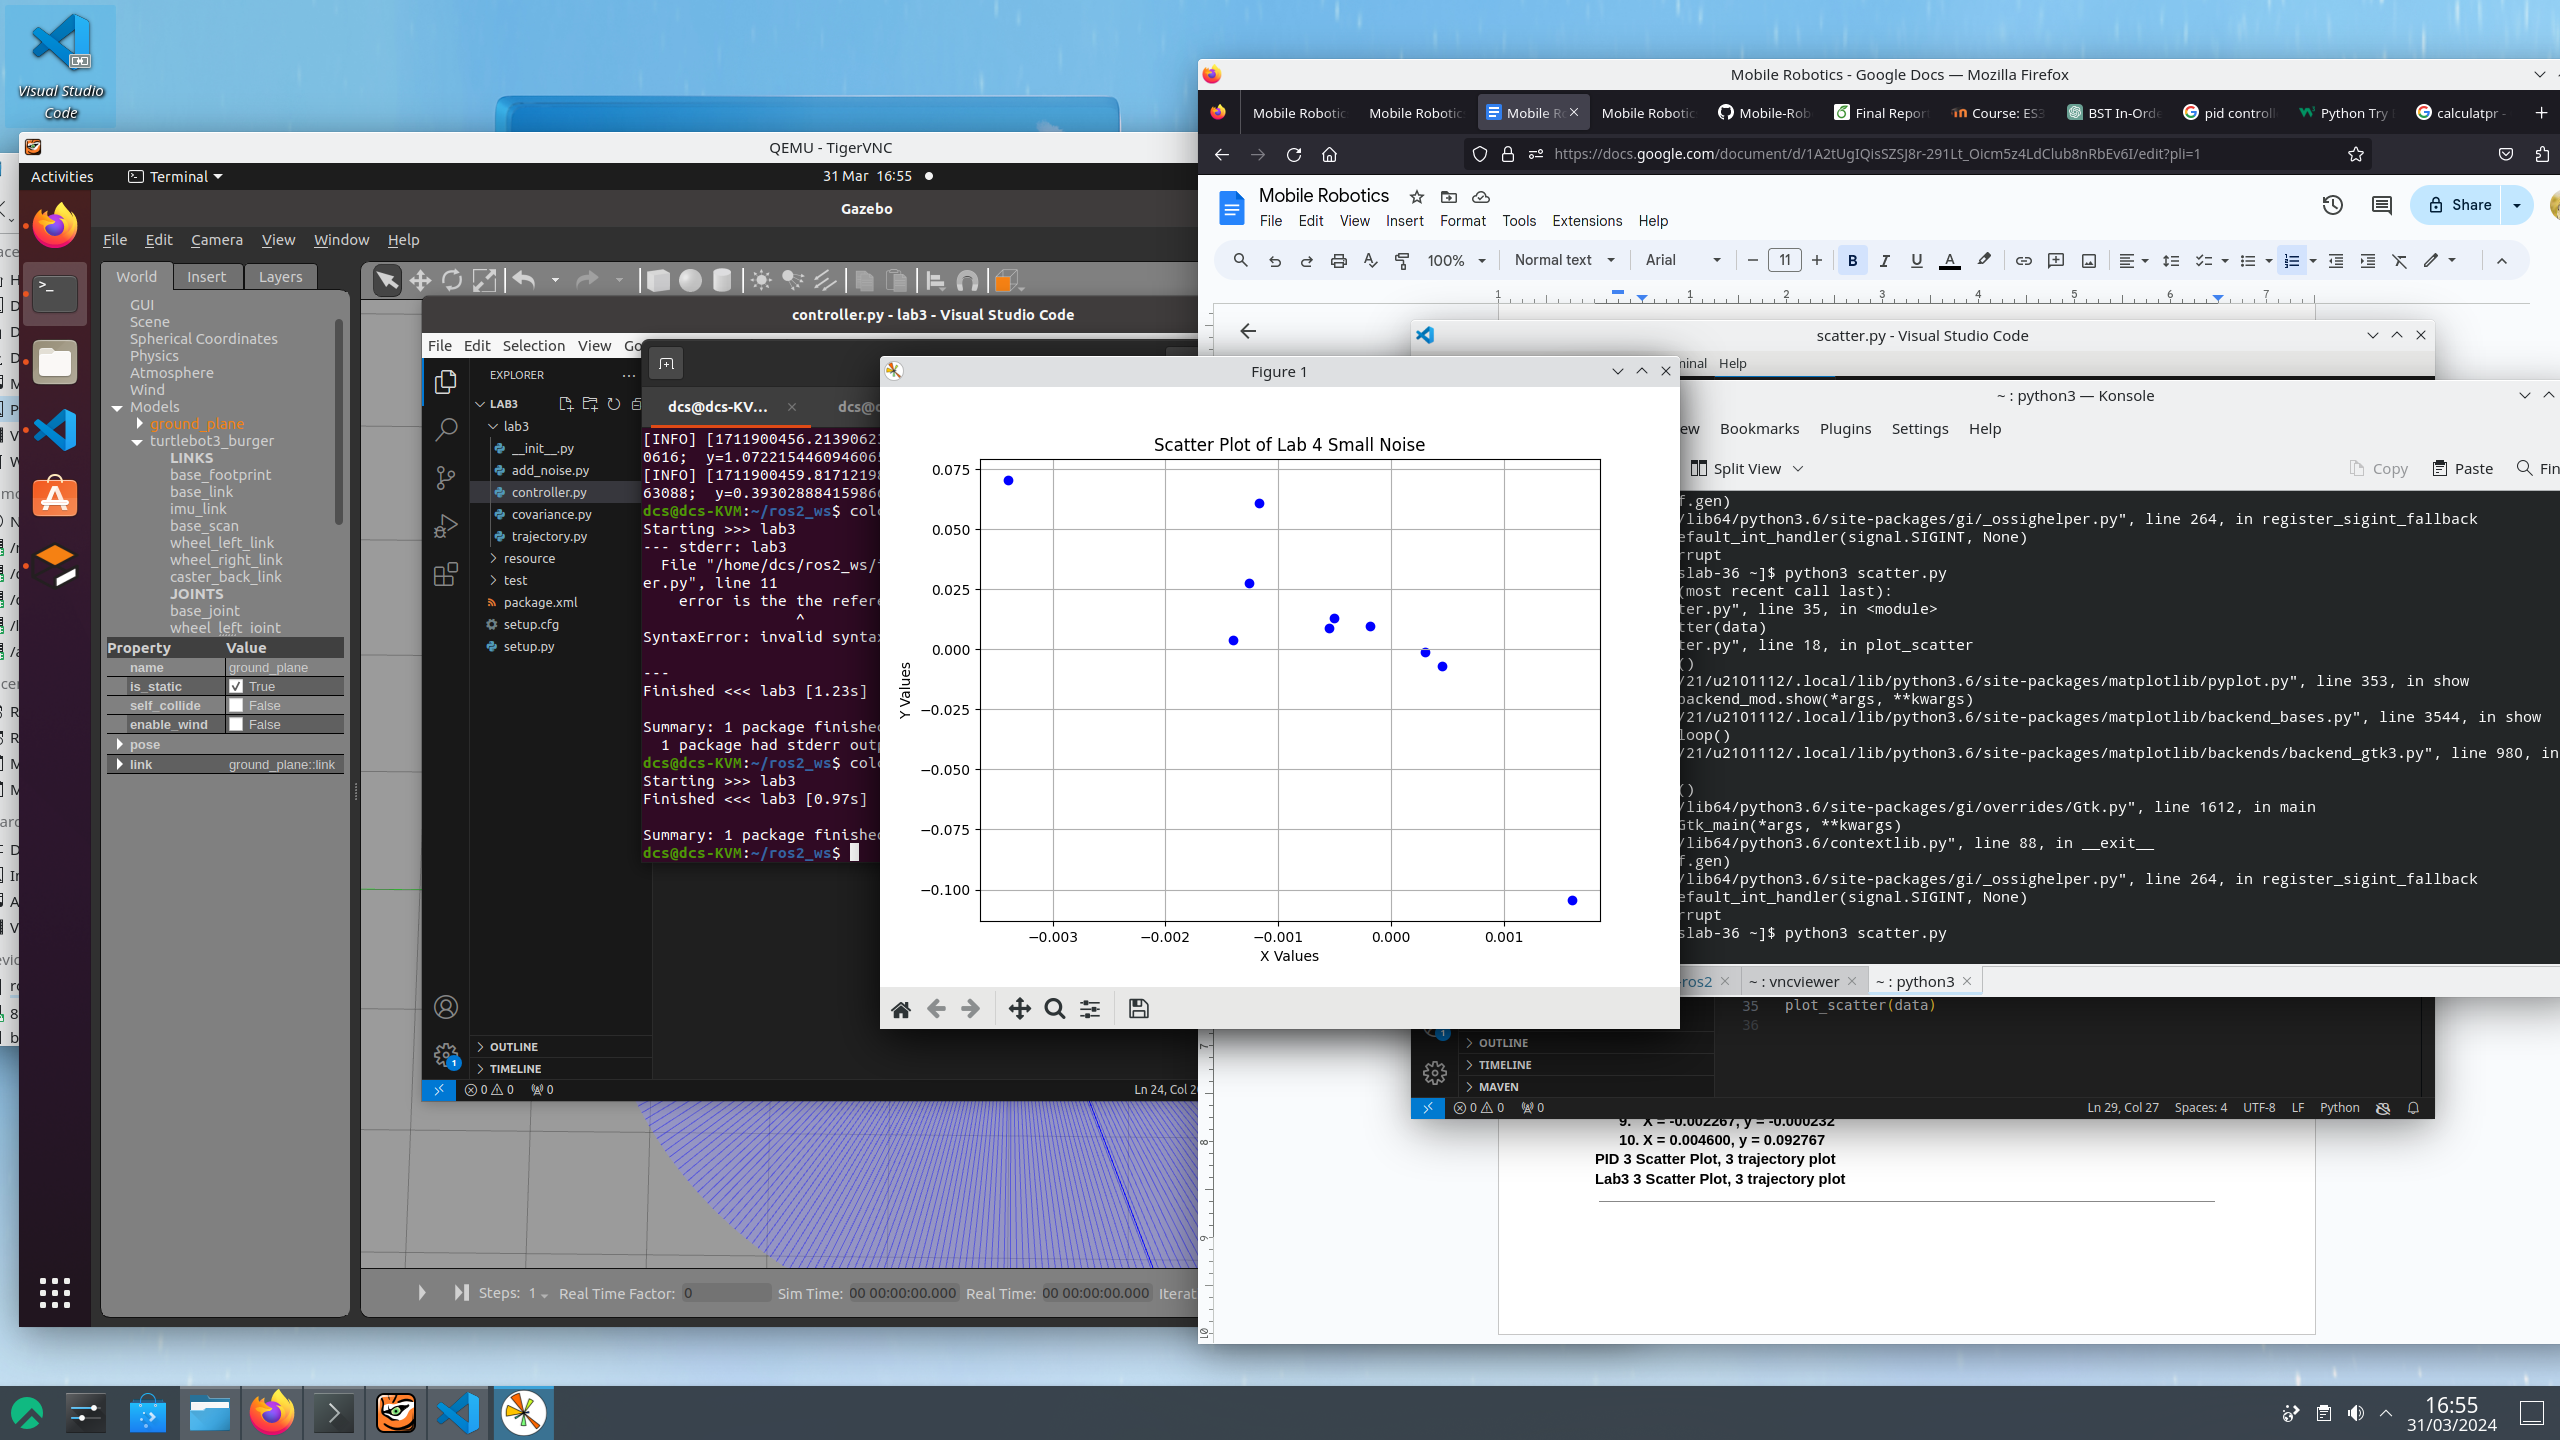 Visual Studio
Code
QEMU - TigerVNC
Activities
Terminal
31 Mar 16:55
Gazebo
File Edit Camera View Window Help
World Insert Layers
GUI
Scene
Spherical Coordinates
Physics
Atmosphere
Wind
Models
ground_plane
turtlebot3_burger
LINKS
base_footprint
base_link
imu_link
base_scan
wheel_left_link
wheel_right_link
caster_back_link
JOINTS
base_joint
wheel_left_joint
Property Value
name ground_plane
is_static True
self_collide False
enable_wind False
pose
link ground_plane::link
Steps: 1 Real Time Factor: 0 Sim Time: 00 00:00:00.000 Real Time: 00 00:00:00.000 Iterat
controller.py - lab3 - Visual Studio Code
File Edit Selection View Go
EXPLORER
LAB3
lab3
__init__.py
add_noise.py
controller.py
covariance.py
trajectory.py
resource
test
package.xml
setup.cfg
setup.py
OUTLINE
TIMELINE
0 0 0
Ln 24, Col 2
dcs@dcs-KV...
[INFO] [1711900456.2139062
0616; y=1.072215446094606
[INFO] [1711900459.8171219
63088; y=0.393028884159866
dcs@dcs-KVM:~/ros2_ws$ colc
Starting >>> lab3
--- stderr: lab3
File "/home/dcs/ros2_ws/
er.py", line 11
error is the the refere
^
SyntaxError: invalid syntax
---
Finished <<< lab3 [1.23s]
Summary: 1 package finished
1 package had stderr outp
dcs@dcs-KVM:~/ros2_ws$ colc
Starting >>> lab3
Finished <<< lab3 [0.97s]
Summary: 1 package finished
dcs@dcs-KVM:~/ros2_ws$
Figure 1
Scatter Plot of Lab 4 Small Noise
0.075
0.050
0.025
0.000
−0.025
−0.050
−0.075
−0.100
Y Values
−0.003 −0.002 −0.001 0.000 0.001
X Values
Mobile Robotics - Google Docs — Mozilla Firefox
Mobile Robotic Mobile Robotic Mobile R Mobile Robotic Mobile-Rob Final Report Course: ES3 BST In-Orde pid controll Python Try calculatpr -
https://docs.google.com/document/d/1A2tUgIQisSZSJ8r-291Lt_Oicm5z4LdClub8nRbEv6I/edit?pli=1
Mobile Robotics
File Edit View Insert Format Tools Extensions Help
Share
100% Normal text Arial 11
1 1 2 3 4 5 6 7
scatter.py - Visual Studio Code
minal Help
~ : python3 — Konsole
ew Bookmarks Plugins Settings Help
Split View Copy Paste Fin
f.gen)
/lib64/python3.6/site-packages/gi/_ossighelper.py", line 264, in register_sigint_fallback
efault_int_handler(signal.SIGINT, None)
rrupt
slab-36 ~]$ python3 scatter.py
(most recent call last):
ter.py", line 35, in <module>
tter(data)
ter.py", line 18, in plot_scatter
()
/21/u2101112/.local/lib/python3.6/site-packages/matplotlib/pyplot.py", line 353, in show
backend_mod.show(*args, **kwargs)
/21/u2101112/.local/lib/python3.6/site-packages/matplotlib/backend_bases.py", line 3544, in show
loop()
/21/u2101112/.local/lib/python3.6/site-packages/matplotlib/backends/backend_gtk3.py", line 980, in
()
/lib64/python3.6/site-packages/gi/overrides/Gtk.py", line 1612, in main
Gtk_main(*args, **kwargs)
/lib64/python3.6/contextlib.py", line 88, in __exit__
f.gen)
/lib64/python3.6/site-packages/gi/_ossighelper.py", line 264, in register_sigint_fallback
efault_int_handler(signal.SIGINT, None)
rrupt
slab-36 ~]$ python3 scatter.py
-ros2 ~ : vncviewer ~ : python3
35 plot_scatter(data)
36
OUTLINE
TIMELINE
MAVEN
0 0 0
Ln 29, Col 27 Spaces: 4 UTF-8 LF Python
9. X = -0.002267, y = -0.000232
10. X = 0.004600, y = 0.092767
PID 3 Scatter Plot, 3 trajectory plot
Lab3 3 Scatter Plot, 3 trajectory plot
16:55
31/03/2024